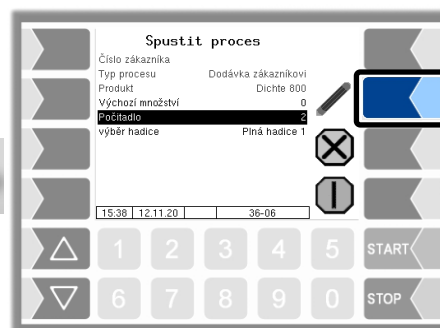 Spustit proces
Číslo zákazníka
Typ procesu Dodávka zákazníkovi
Produkt Dichte 800
Výchozí množství 0
Počitadlo 2
výběr hadice Plná hadice 1
15:38 12.11.20 36-06
1 2 3 4 5 START
6 7 8 9 0 STOP